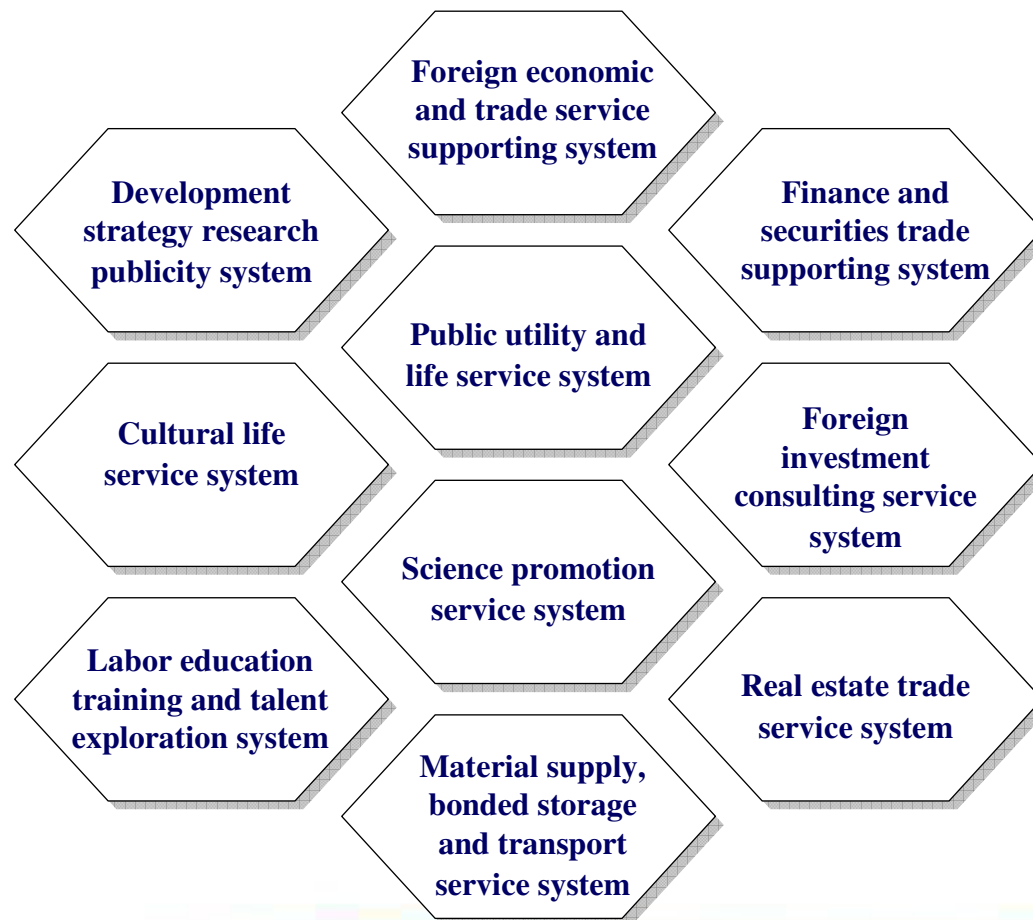 Foreign economic
and trade service
supporting system
Development
strategy research
publicity system
Finance and
securities trade
supporting system
Public utility and
life service system
Cultural life
service system
Foreign
investment
consulting service
system
Science promotion
service system
Labor education
training and talent
exploration system
Real estate trade
service system
Material supply,
bonded storage
and transport
service system